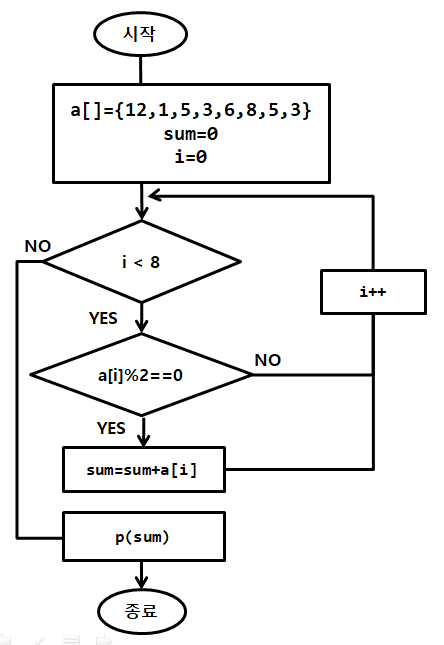 시작
a[]={12,1,5,3,6,8,5,3}
sum=0
i=0
NO
i < 8
i++
YES
a[i]%2==0
NO
YES
sum=sum+a[i]
p(sum)
종료